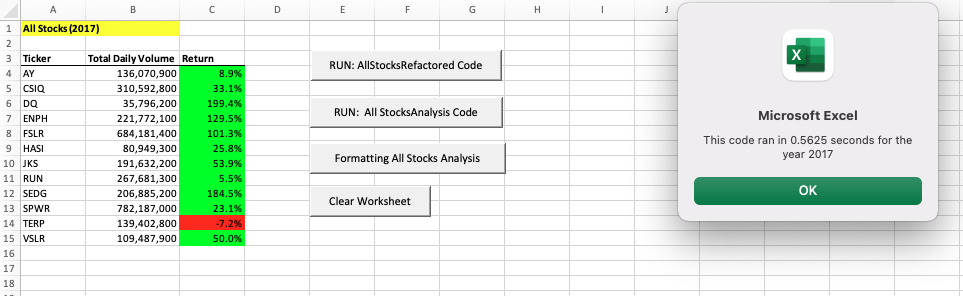 A B C D E F G H I J
1 All Stocks (2017)
2
3 Ticker Total Daily Volume Return
4 AY 136,070,900 8.9%
5 CSIQ 310,592,800 33.1%
6 DQ 35,796,200 199.4%
7 ENPH 221,772,100 129.5%
8 FSLR 684,181,400 101.3%
9 HASI 80,949,300 25.8%
10 JKS 191,632,200 53.9%
11 RUN 267,681,300 5.5%
12 SEDG 206,885,200 184.5%
13 SPWR 782,187,000 23.1%
14 TERP 139,402,800 -7.2%
15 VSLR 109,487,900 50.0%
16
17
18
RUN: AllStocksRefactored Code
RUN: All StocksAnalysis Code
Formatting All Stocks Analysis
Clear Worksheet
X
Microsoft Excel
This code ran in 0.5625 seconds for the
year 2017
OK